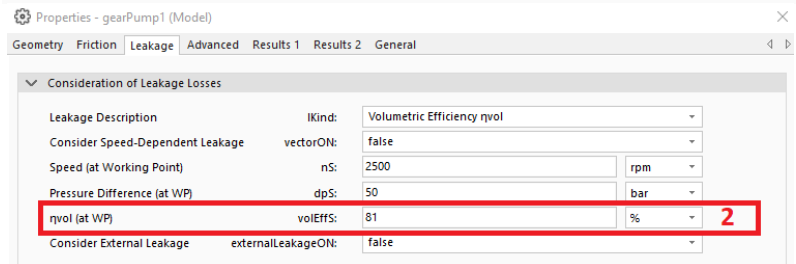 Properties - gearPump1 (Model)
Geometry Friction Leakage Advanced Results 1 Results 2 General
Consideration of Leakage Losses
Leakage Description lKind: Volumetric Efficiency ηvol
Consider Speed-Dependent Leakage vectorON: false
Speed (at Working Point) nS: 2500 rpm
Pressure Difference (at WP) dpS: 50 bar
ηvol (at WP) volEffS: 81 % 2
Consider External Leakage externalLeakageON: false